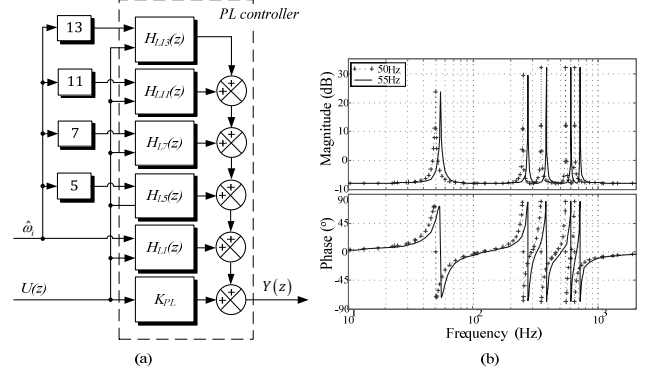 PL controller
13
H_{L13}(z)
11
H_{L11}(z)
7
H_{L7}(z)
5
H_{L5}(z)
ω̂_i
H_{L1}(z)
U(z)
K_{PL}
Y(z)
(a)
50Hz
55Hz
Magnitude (dB)
30
20
10
0
-10
Phase (°)
90
45
0
-45
-90
10¹
10²
10³
Frequency (Hz)
(b)